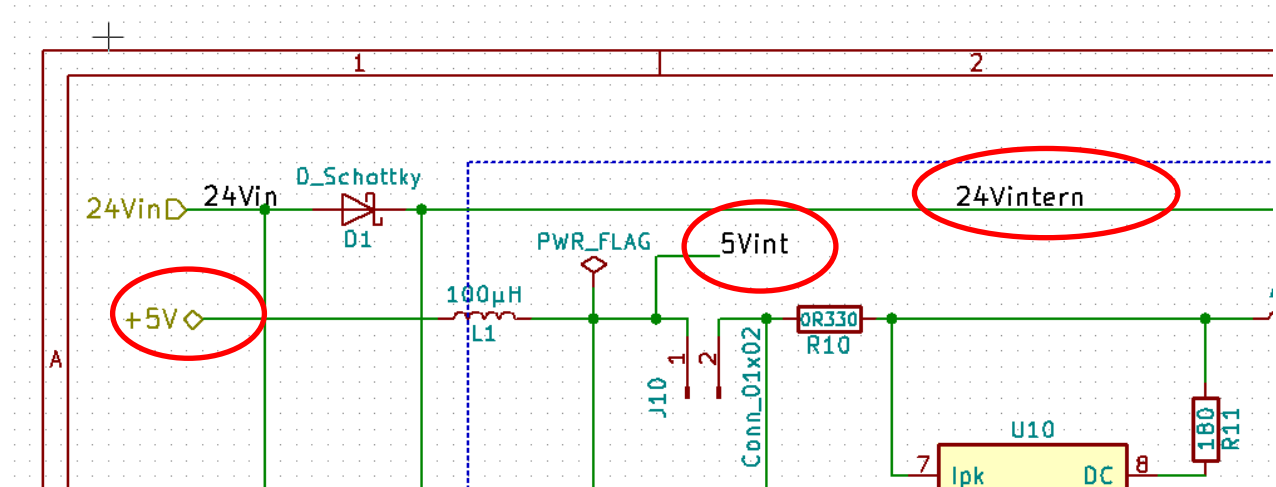 1
2
D_Schottky
24Vin
24Vin
24Vintern
D1
PWR_FLAG
5Vint
100µH
+5V
L1
0R330
R10
A
1
2
J10
Conn_01x02
180
R11
U10
7
Ipk
DC
8